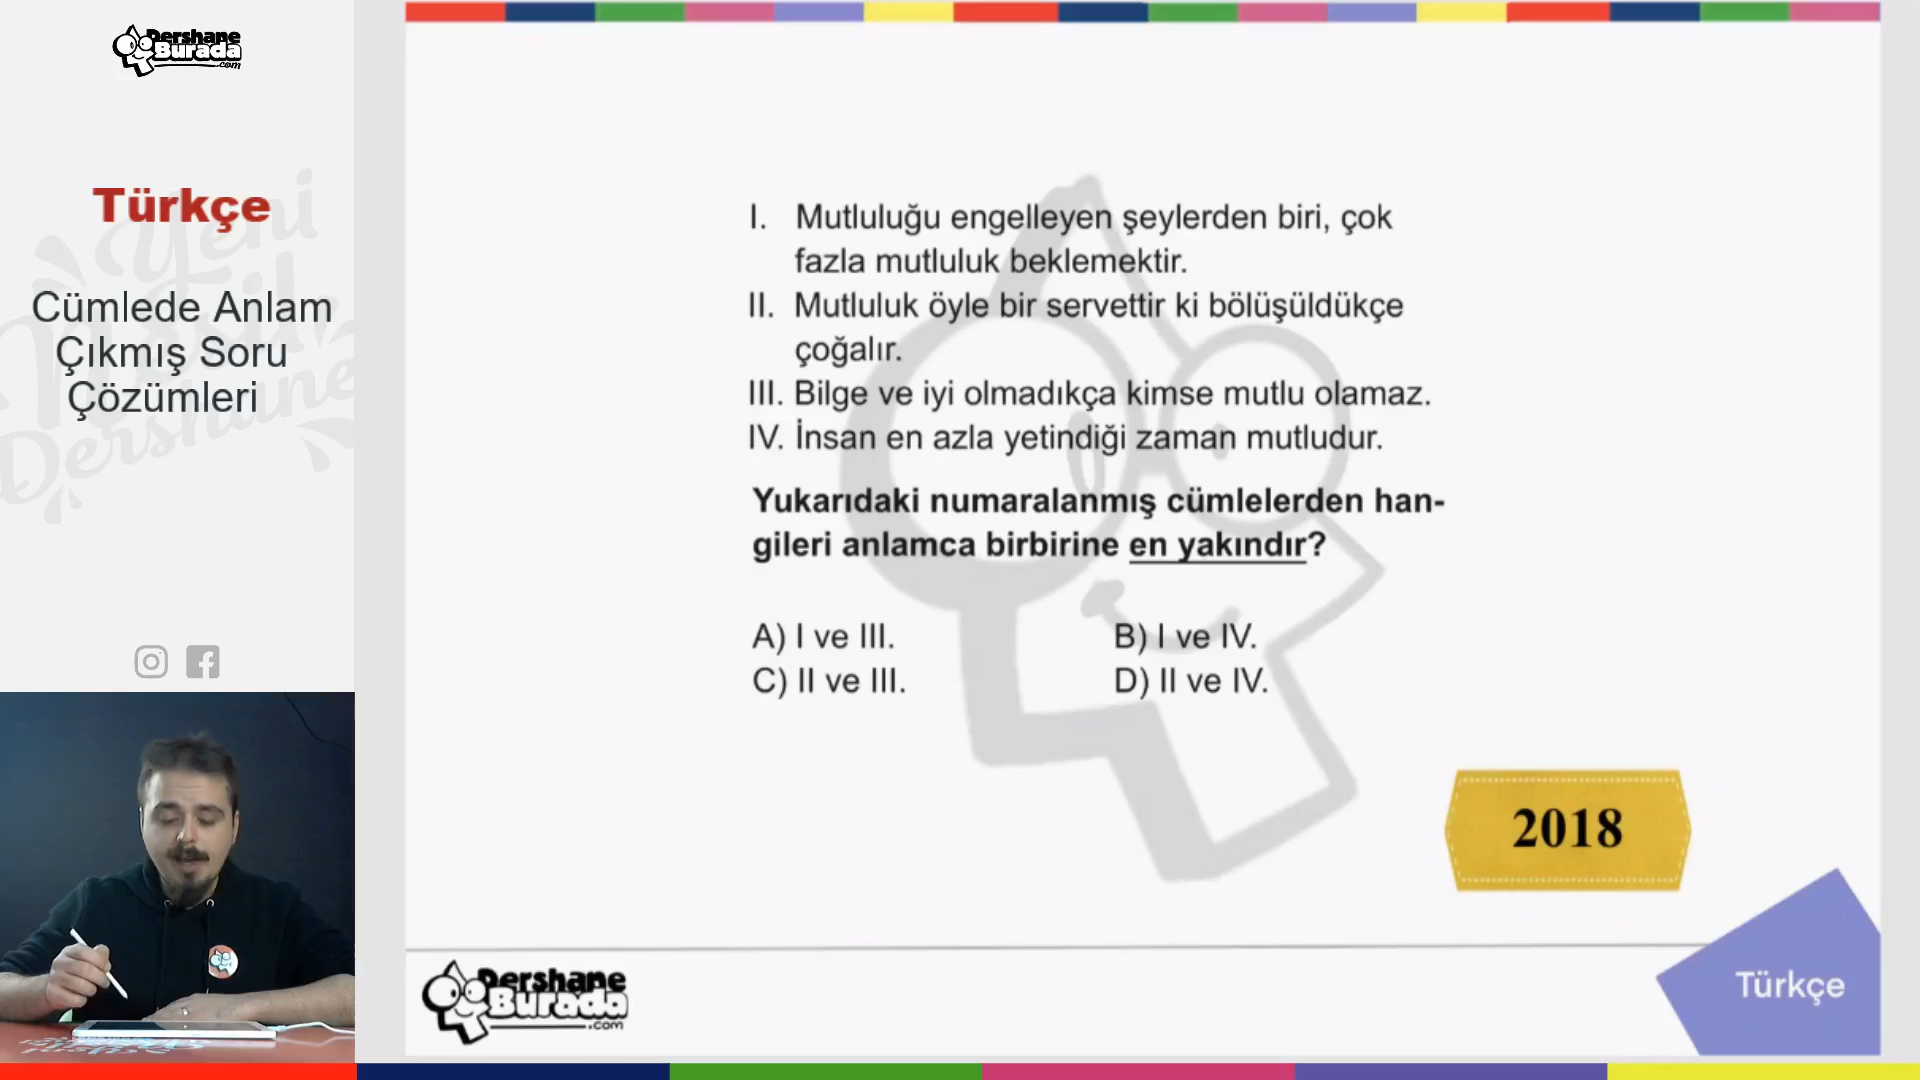 Dershane
Burada
.com
Türkçe
Yeni
Nesil
Dershane
Cümlede Anlam
Çıkmış Soru
Çözümleri
I. Mutluluğu engelleyen şeylerden biri, çok
fazla mutluluk beklemektir.
II. Mutluluk öyle bir servettir ki bölüşüldükçe
çoğalır.
III. Bilge ve iyi olmadıkça kimse mutlu olamaz.
IV. İnsan en azla yetindiği zaman mutludur.
Yukarıdaki numaralanmış cümlelerden han-
gileri anlamca birbirine en yakındır?
A) I ve III. B) I ve IV.
C) II ve III. D) II ve IV.
2018
Dershane
Burada
.com
Türkçe